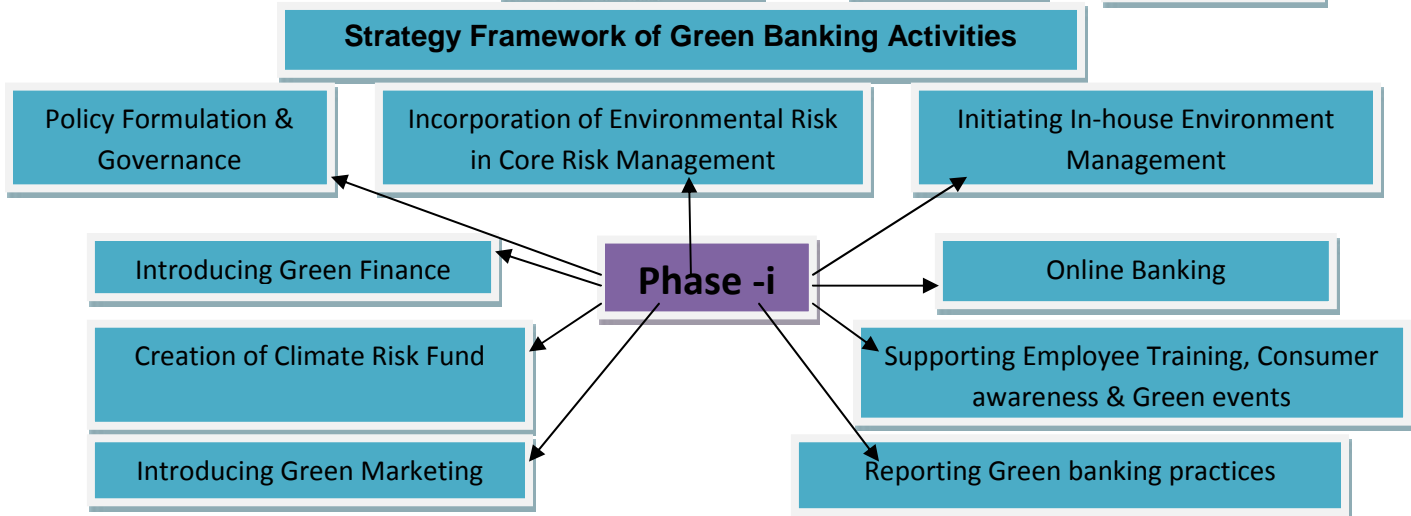 Strategy Framework of Green Banking Activities
Policy Formulation &
Governance
Incorporation of Environmental Risk
in Core Risk Management
Initiating In-house Environment
Management
Introducing Green Finance
Phase -i
Online Banking
Creation of Climate Risk Fund
Supporting Employee Training, Consumer
awareness & Green events
Introducing Green Marketing
Reporting Green banking practices